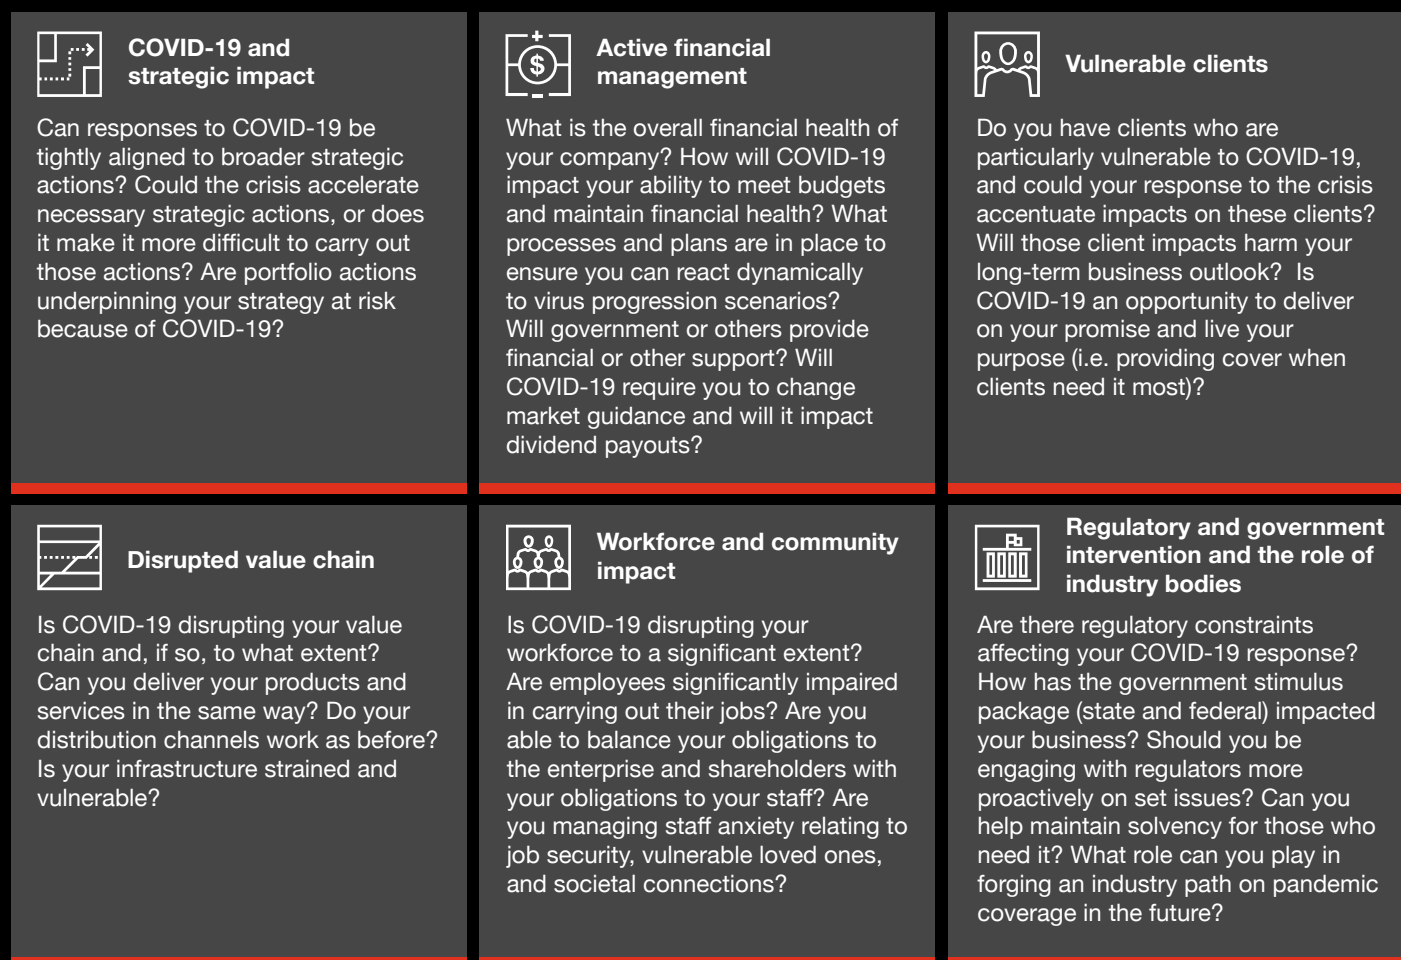 COVID-19 and
strategic impact
Can responses to COVID-19 be
tightly aligned to broader strategic
actions? Could the crisis accelerate
necessary strategic actions, or does
it make it more difficult to carry out
those actions? Are portfolio actions
underpinning your strategy at risk
because of COVID-19?
$
Active financial
management
What is the overall financial health of
your company? How will COVID-19
impact your ability to meet budgets
and maintain financial health? What
processes and plans are in place to
ensure you can react dynamically
to virus progression scenarios?
Will government or others provide
financial or other support? Will
COVID-19 require you to change
market guidance and will it impact
dividend payouts?
Vulnerable clients
Do you have clients who are
particularly vulnerable to COVID-19,
and could your response to the crisis
accentuate impacts on these clients?
Will those client impacts harm your
long-term business outlook?  Is
COVID-19 an opportunity to deliver
on your promise and live your
purpose (i.e. providing cover when
clients need it most)?
Disrupted value chain
Is COVID-19 disrupting your value
chain and, if so, to what extent?
Can you deliver your products and
services in the same way? Do your
distribution channels work as before?
Is your infrastructure strained and
vulnerable?
Workforce and community
impact
Is COVID-19 disrupting your
workforce to a significant extent?
Are employees significantly impaired
in carrying out their jobs? Are you
able to balance your obligations to
the enterprise and shareholders with
your obligations to your staff? Are
you managing staff anxiety relating to
job security, vulnerable loved ones,
and societal connections?
Regulatory and government
intervention and the role of
industry bodies
Are there regulatory constraints
affecting your COVID-19 response?
How has the government stimulus
package (state and federal) impacted
your business? Should you be
engaging with regulators more
proactively on set issues? Can you
help maintain solvency for those who
need it? What role can you play in
forging an industry path on pandemic
coverage in the future?